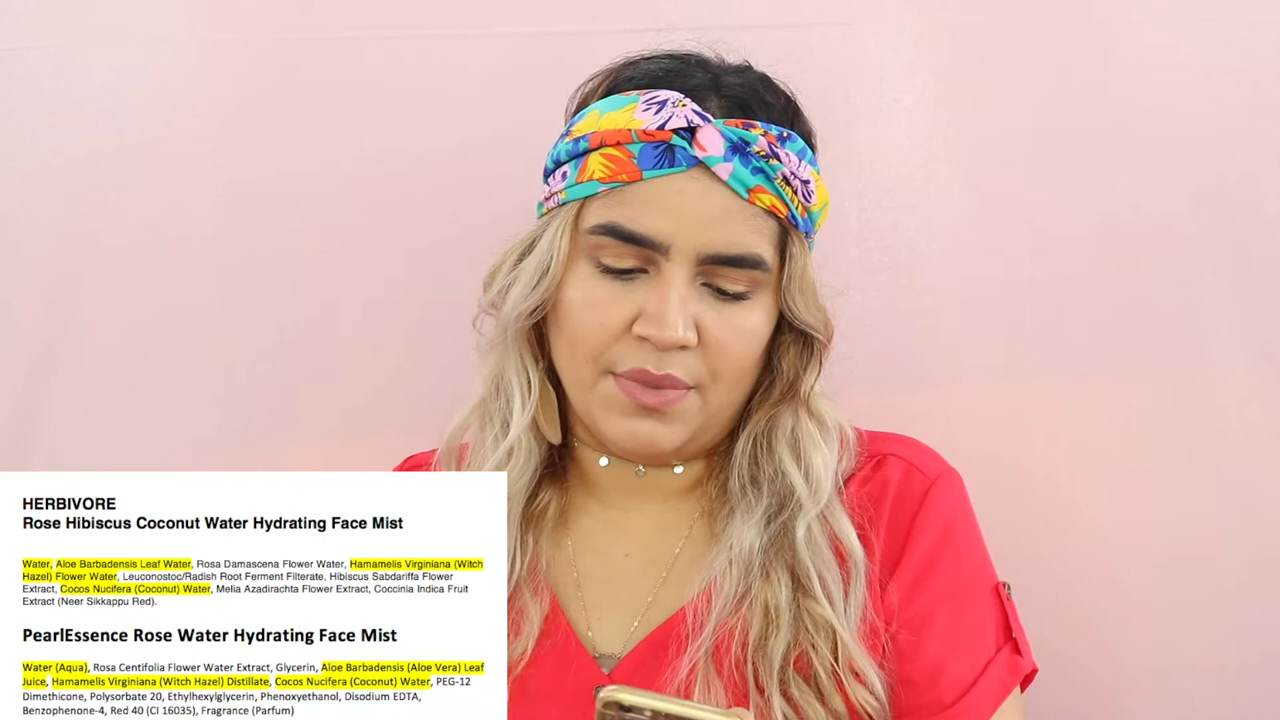 HERBIVORE
Rose Hibiscus Coconut Water Hydrating Face Mist
Water, Aloe Barbadensis Leaf Water, Rosa Damascena Flower Water, Hamamelis Virginiana (Witch
Hazel) Flower Water, Leuconostoc/Radish Root Ferment Filterate, Hibiscus Sabdariffa Flower
Extract, Cocos Nucifera (Coconut) Water, Melia Azadirachta Flower Extract, Coccinia Indica Fruit
Extract (Neer Sikkappu Red).
PearlEssence Rose Water Hydrating Face Mist
Water (Aqua), Rosa Centifolia Flower Water Extract, Glycerin, Aloe Barbadensis (Aloe Vera) Leaf
Juice, Hamamelis Virginiana (Witch Hazel) Distillate, Cocos Nucifera (Coconut) Water, PEG-12
Dimethicone, Polysorbate 20, Ethylhexylglycerin, Phenoxyethanol, Disodium EDTA,
Benzophenone-4, Red 40 (CI 16035), Fragrance (Parfum)